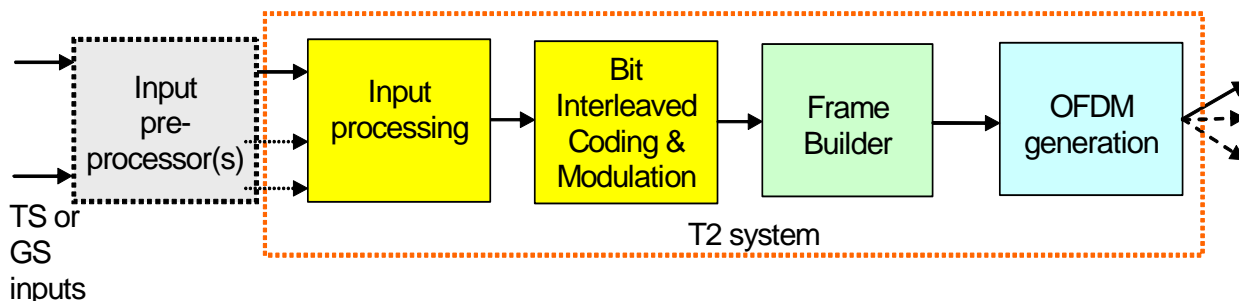 Input
pre-
processor(s)
TS or
GS
inputs
Input
processing
Bit
Interleaved
Coding &
Modulation
Frame
Builder
OFDM
generation
T2 system